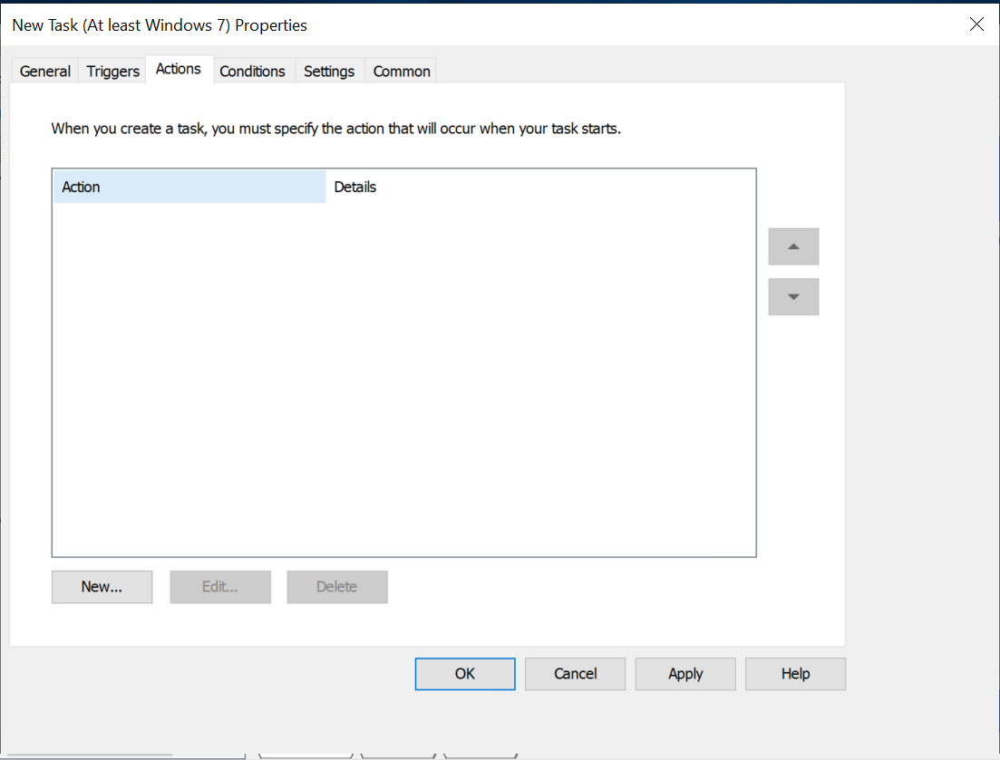 New Task (At least Windows 7) Properties
General Triggers Actions Conditions Settings Common
When you create a task, you must specify the action that will occur when your task starts.
Action Details
New... Edit... Delete
OK Cancel Apply Help